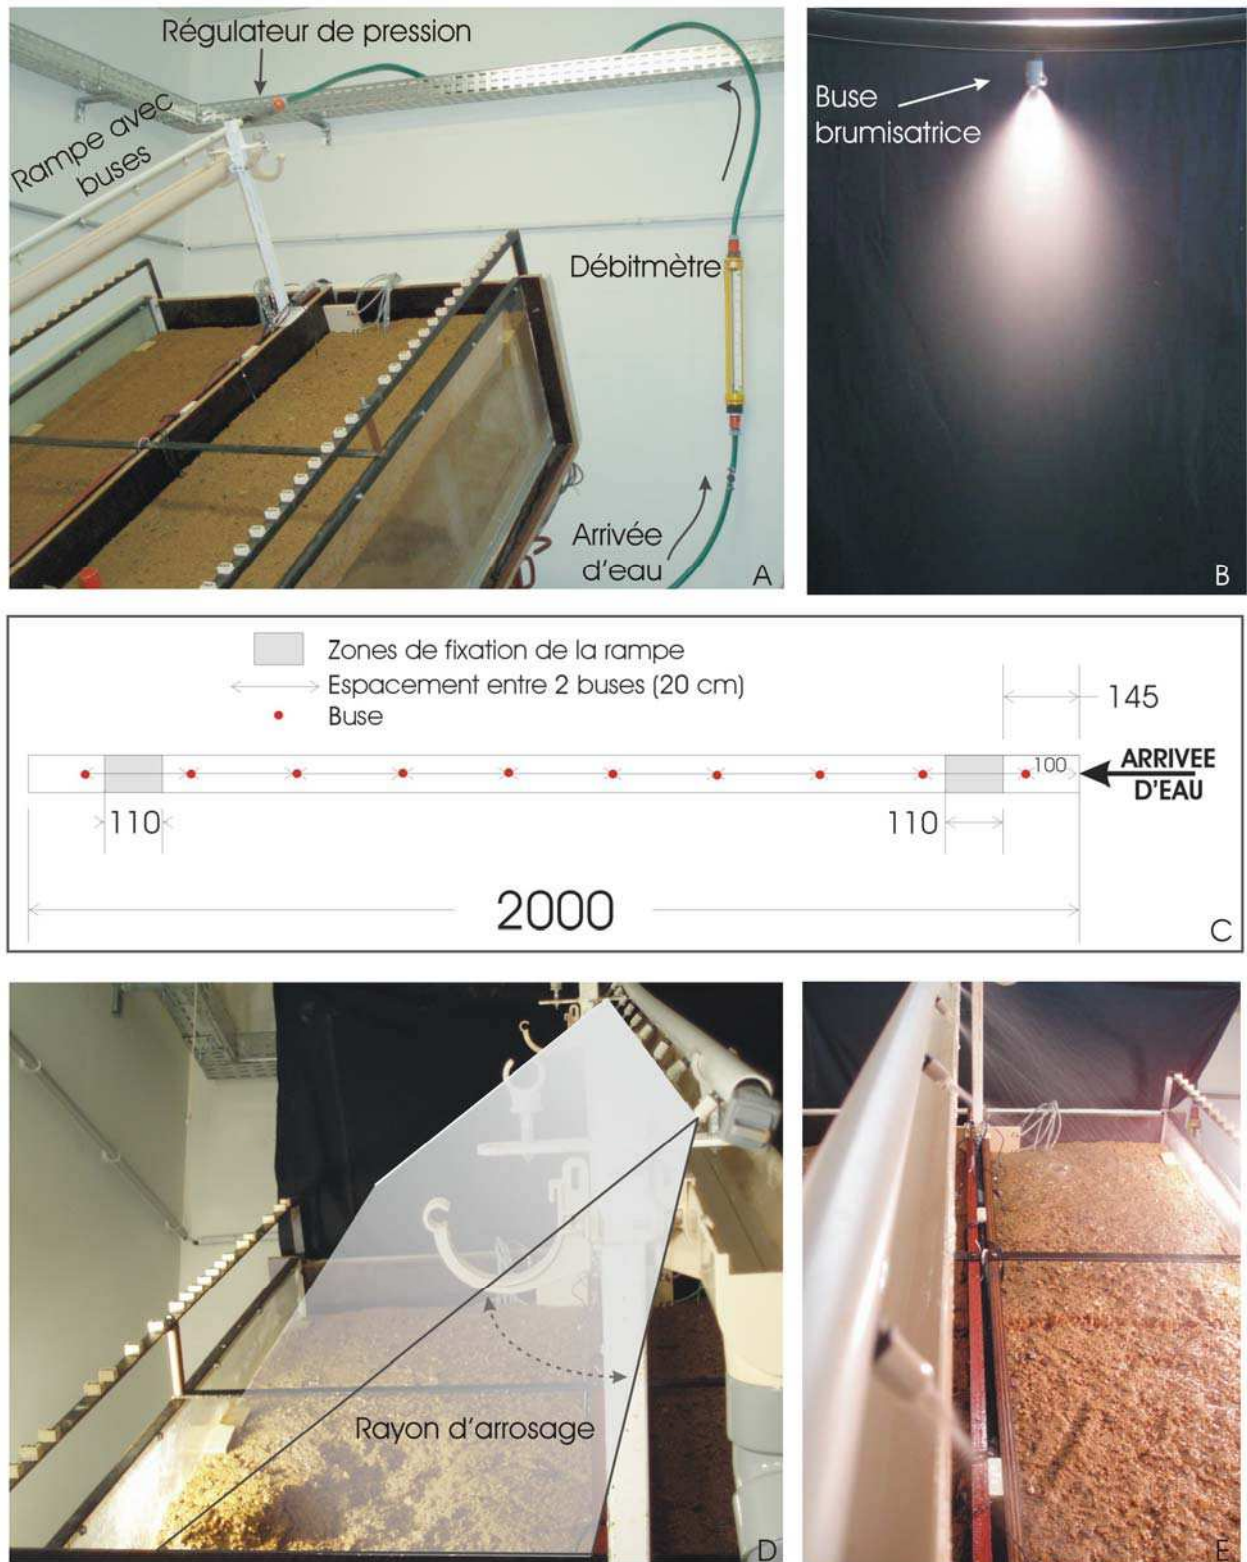 Régulateur de pression
Rampe avec
buses
Débitmètre
Arrivée
d'eau
A
Buse
brumisatrice
B
Zones de fixation de la rampe
Espacement entre 2 buses (20 cm)
Buse
145
100
ARRIVEE
D'EAU
110
110
2000
C
Rayon d'arrosage
D
E